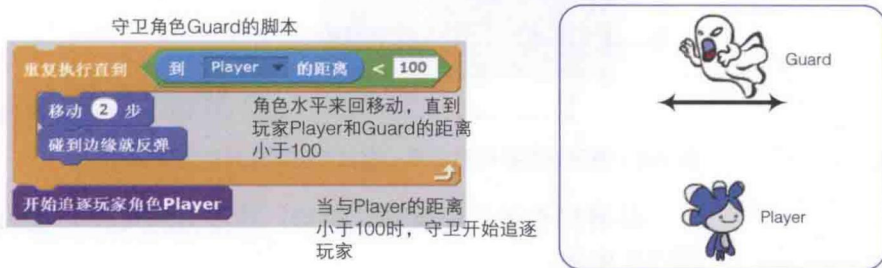 守卫角色Guard的脚本
重复执行直到 到 Player 的距离 < 100
移动 2 步
碰到边缘就反弹
角色水平来回移动，直到
玩家Player和Guard的距离
小于100
开始追逐玩家角色Player
当与Player的距离
小于100时，守卫开始追逐
玩家
Guard
Player